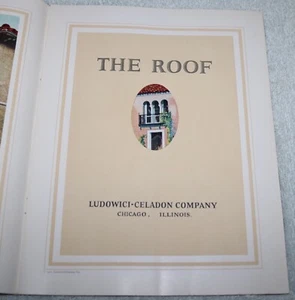 THE ROOF
LUDOWICI-CELADON COMPANY
CHICAGO, ILLINOIS.